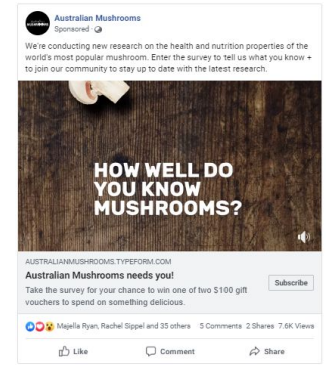 Australian Mushrooms
Sponsored ·
We're conducting new research on the health and nutrition properties of the
world's most popular mushroom. Enter the survey to tell us what you know +
to join our community to stay up to date with the latest research.
HOW WELL DO
YOU KNOW
MUSHROOMS?
AUSTRALIANMUSHROOMS.TYPEFORM.COM
Australian Mushrooms needs you!
Take the survey for your chance to win one of two $100 gift
vouchers to spend on something delicious.
Subscribe
Majella Ryan, Rachel Sippel and 35 others 5 Comments 2 Shares 7.6K Views
Like Comment Share